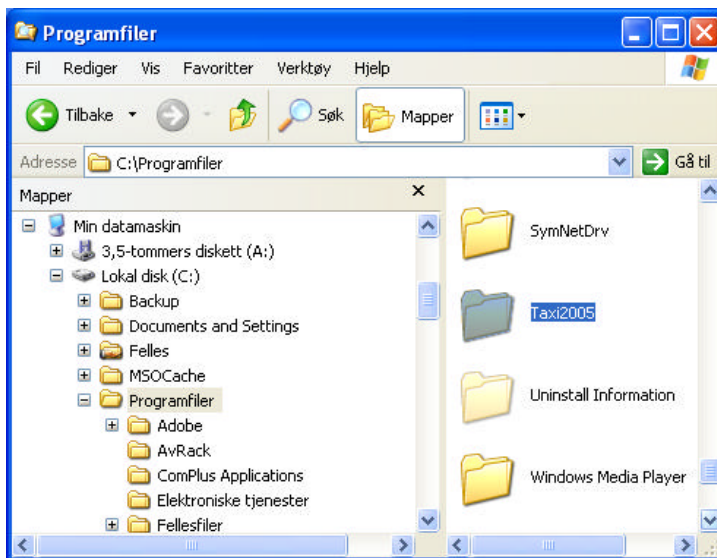 Programfiler
Fil Rediger Vis Favoritter Verktøy Hjelp
Tilbake Søk Mapper
Adresse C:\Programfiler Gå til
Mapper
Min datamaskin
3,5-tommers diskett (A:)
Lokal disk (C:)
Backup
Documents and Settings
Felles
MSOCache
Programfiler
Adobe
AvRack
ComPlus Applications
Elektroniske tjenester
Fellesfiler
SymNetDrv
Taxi2005
Uninstall Information
Windows Media Player